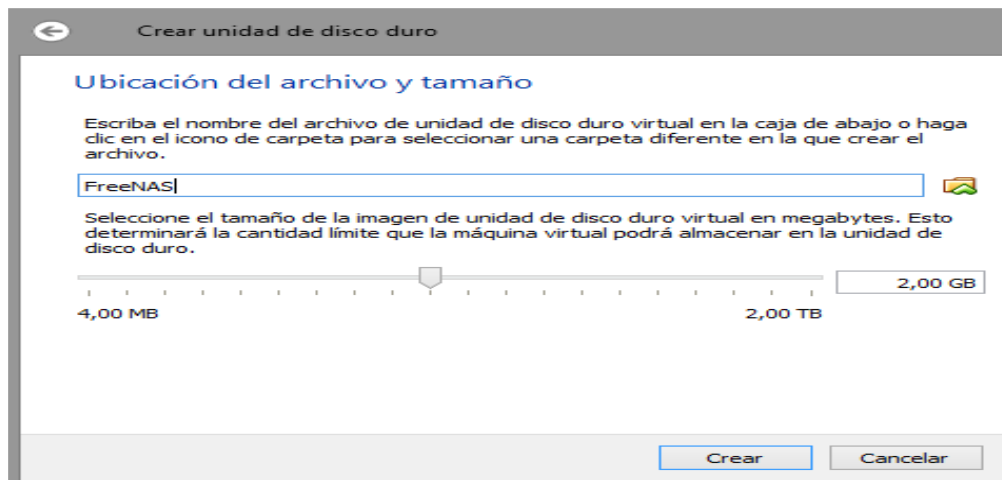 Crear unidad de disco duro
Ubicación del archivo y tamaño
Escriba el nombre del archivo de unidad de disco duro virtual en la caja de abajo o haga
clic en el icono de carpeta para seleccionar una carpeta diferente en la que crear el
archivo.
FreeNAS
Seleccione el tamaño de la imagen de unidad de disco duro virtual en megabytes. Esto
determinará la cantidad límite que la máquina virtual podrá almacenar en la unidad de
disco duro.
2,00 GB
4,00 MB 2,00 TB
Crear Cancelar